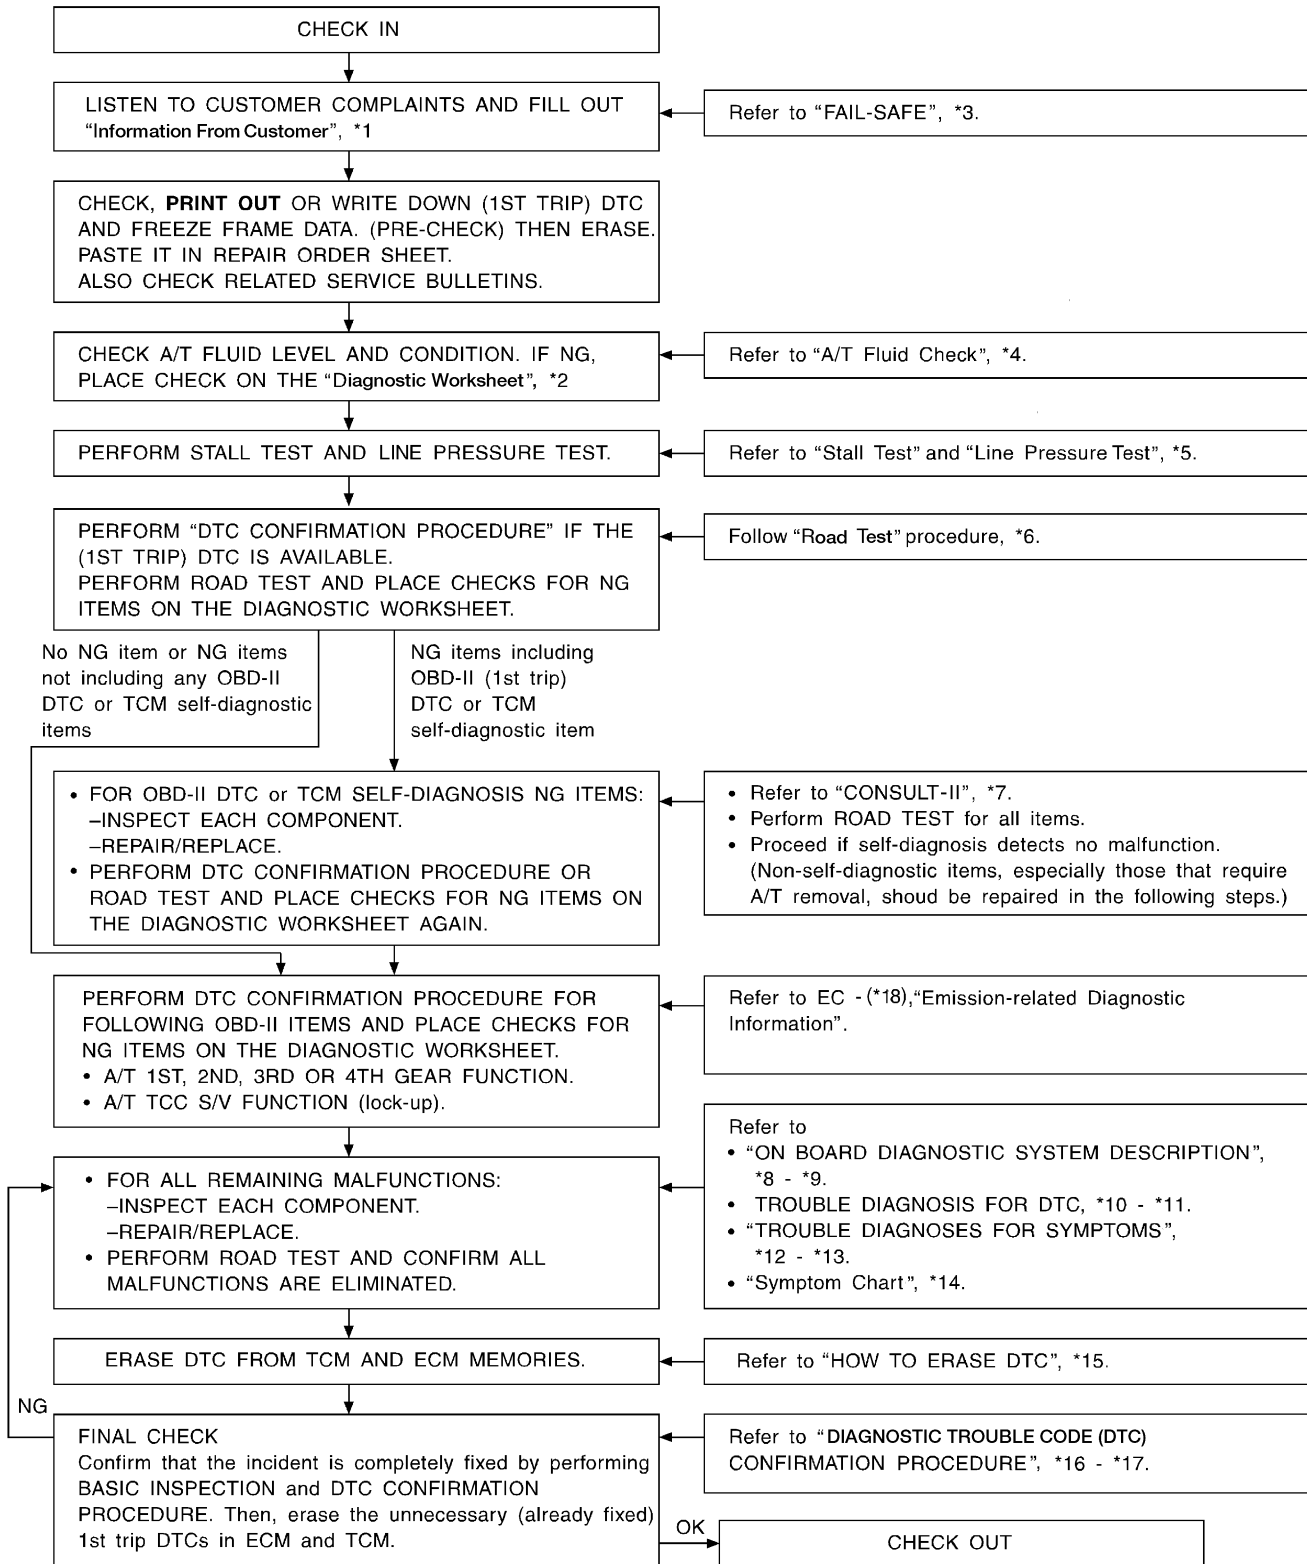 CHECK IN
LISTEN TO CUSTOMER COMPLAINTS AND FILL OUT
“Information From Customer”, *1
Refer to “FAIL-SAFE”, *3.
CHECK, PRINT OUT OR WRITE DOWN (1ST TRIP) DTC
AND FREEZE FRAME DATA. (PRE-CHECK) THEN ERASE.
PASTE IT IN REPAIR ORDER SHEET.
ALSO CHECK RELATED SERVICE BULLETINS.
CHECK A/T FLUID LEVEL AND CONDITION. IF NG,
PLACE CHECK ON THE “Diagnostic Worksheet”, *2
Refer to “A/T Fluid Check”, *4.
PERFORM STALL TEST AND LINE PRESSURE TEST.
Refer to “Stall Test” and “Line Pressure Test”, *5.
PERFORM “DTC CONFIRMATION PROCEDURE” IF THE
(1ST TRIP) DTC IS AVAILABLE.
PERFORM ROAD TEST AND PLACE CHECKS FOR NG
ITEMS ON THE DIAGNOSTIC WORKSHEET.
Follow “Road Test” procedure, *6.
No NG item or NG items
not including any OBD-II
DTC or TCM self-diagnostic
items
NG items including
OBD-II (1st trip)
DTC or TCM
self-diagnostic item
• FOR OBD-II DTC or TCM SELF-DIAGNOSIS NG ITEMS:
–INSPECT EACH COMPONENT.
–REPAIR/REPLACE.
• PERFORM DTC CONFIRMATION PROCEDURE OR
ROAD TEST AND PLACE CHECKS FOR NG ITEMS ON
THE DIAGNOSTIC WORKSHEET AGAIN.
• Refer to “CONSULT-II”, *7.
• Perform ROAD TEST for all items.
• Proceed if self-diagnosis detects no malfunction.
(Non-self-diagnostic items, especially those that require
A/T removal, shoud be repaired in the following steps.)
PERFORM DTC CONFIRMATION PROCEDURE FOR
FOLLOWING OBD-II ITEMS AND PLACE CHECKS FOR
NG ITEMS ON THE DIAGNOSTIC WORKSHEET.
• A/T 1ST, 2ND, 3RD OR 4TH GEAR FUNCTION.
• A/T TCC S/V FUNCTION (lock-up).
Refer to EC - (*18),“Emission-related Diagnostic
Information”.
• FOR ALL REMAINING MALFUNCTIONS:
–INSPECT EACH COMPONENT.
–REPAIR/REPLACE.
• PERFORM ROAD TEST AND CONFIRM ALL
MALFUNCTIONS ARE ELIMINATED.
Refer to
• “ON BOARD DIAGNOSTIC SYSTEM DESCRIPTION”,
*8 - *9.
• TROUBLE DIAGNOSIS FOR DTC, *10 - *11.
• “TROUBLE DIAGNOSES FOR SYMPTOMS”,
*12 - *13.
• “Symptom Chart”, *14.
ERASE DTC FROM TCM AND ECM MEMORIES.
Refer to “HOW TO ERASE DTC”, *15.
NG
FINAL CHECK
Confirm that the incident is completely fixed by performing
BASIC INSPECTION and DTC CONFIRMATION
PROCEDURE. Then, erase the unnecessary (already fixed)
1st trip DTCs in ECM and TCM.
Refer to “DIAGNOSTIC TROUBLE CODE (DTC)
CONFIRMATION PROCEDURE”, *16 - *17.
OK
CHECK OUT